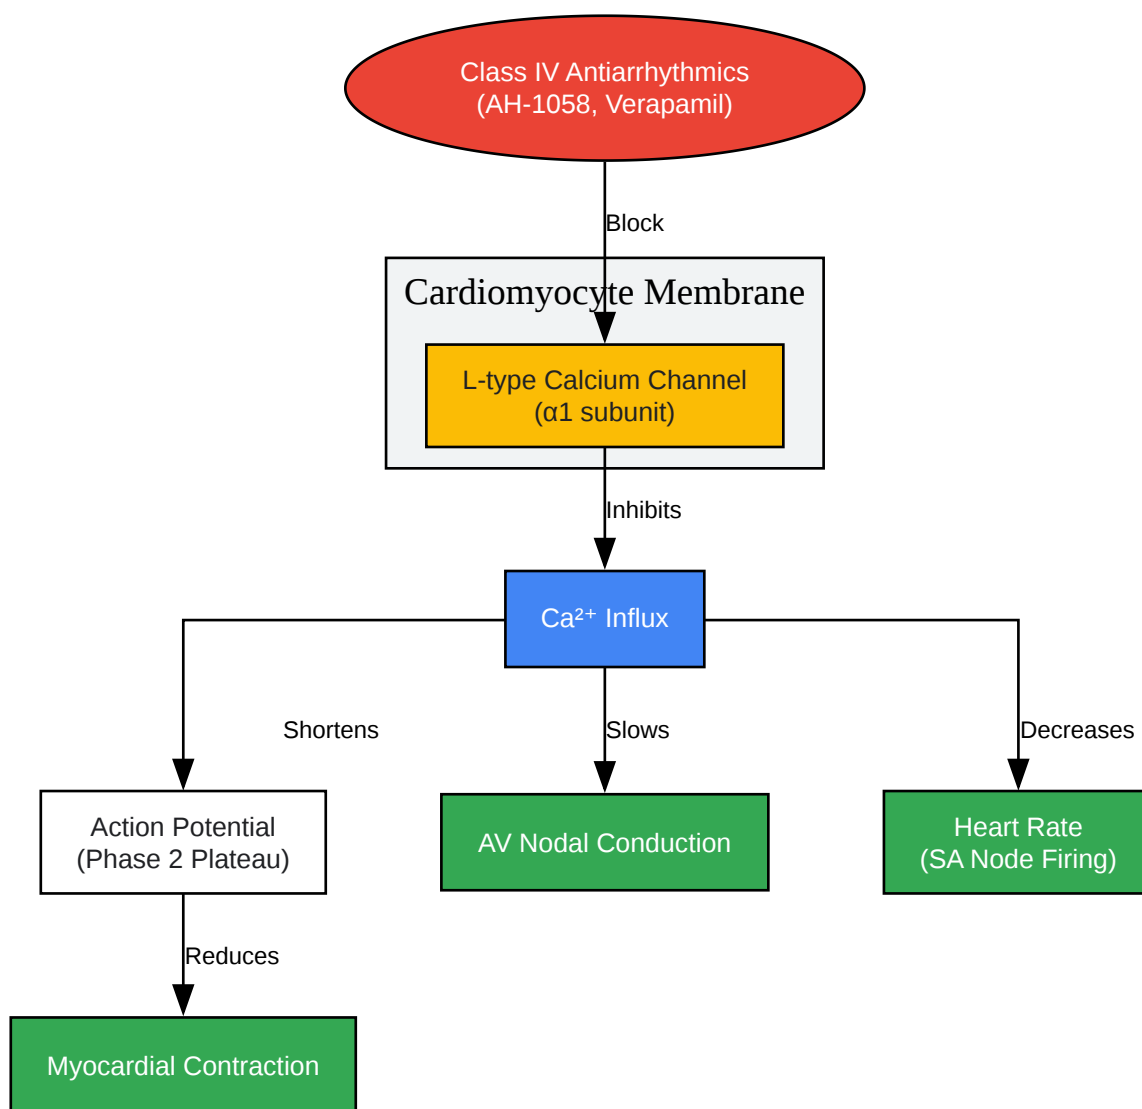 Class IV Antiarrhythmics
(AH-1058, Verapamil)
Block
Cardiomyocyte Membrane
L-type Calcium Channel
(α1 subunit)
Inhibits
Ca²⁺ Influx
Shortens
Slows
Decreases
Action Potential
(Phase 2 Plateau)
AV Nodal Conduction
Heart Rate
(SA Node Firing)
Reduces
Myocardial Contraction